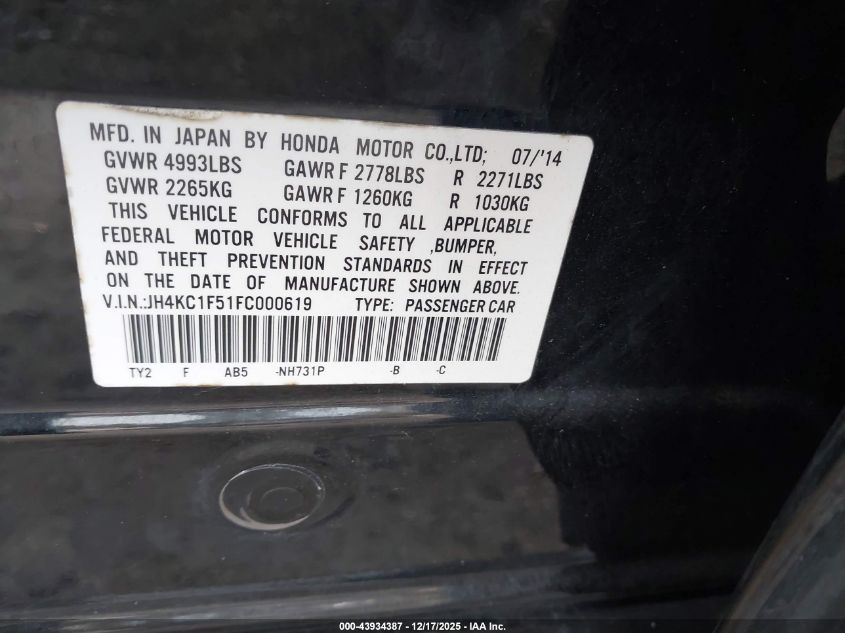 MFD. IN JAPAN BY HONDA MOTOR CO.,LTD; 07/'14
GVWR 4993LBS GAWR F 2778LBS R 2271LBS
GVWR 2265KG GAWR F 1260KG R 1030KG
THIS VEHICLE CONFORMS TO ALL APPLICABLE
FEDERAL MOTOR VEHICLE SAFETY ,BUMPER,
AND THEFT PREVENTION STANDARDS IN EFFECT
ON THE DATE OF MANUFACTURE SHOWN ABOVE.
V.I.N.:JH4KC1F51FC000619 TYPE: PASSENGER CAR
TY2 F AB5 -NH731P -B -C
000-43934387 - 12/17/2025 - IAA Inc.